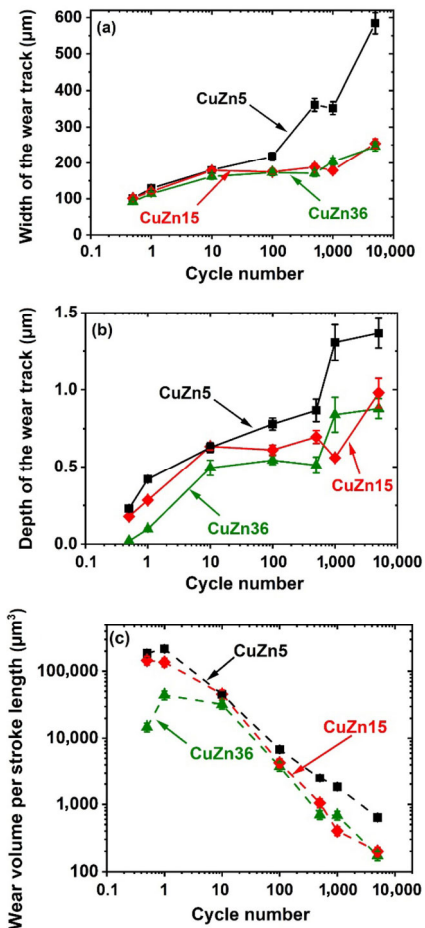 (a)
Width of the wear track (µm)
600
500
400
300
200
100
0
CuZn5
CuZn15
CuZn36
0.1
1
10
100
1,000
10,000
Cycle number
(b)
Depth of the wear track (µm)
1.5
1.0
0.5
0.0
CuZn5
CuZn15
CuZn36
0.1
1
10
100
1,000
10,000
Cycle number
(c)
Wear volume per stroke length (µm³)
100,000
10,000
1,000
100
CuZn5
CuZn15
CuZn36
0.1
1
10
100
1,000
10,000
Cycle number